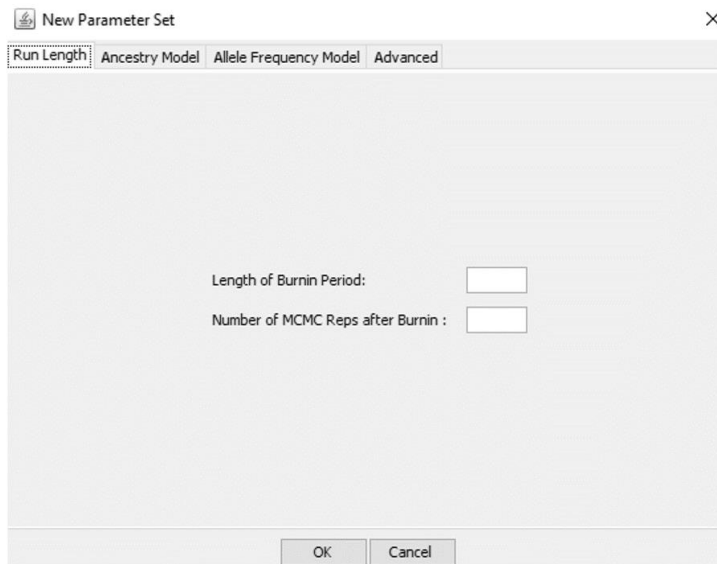 New Parameter Set
Run Length Ancestry Model Allele Frequency Model Advanced
Length of Burnin Period:
Number of MCMC Reps after Burnin :
OK Cancel